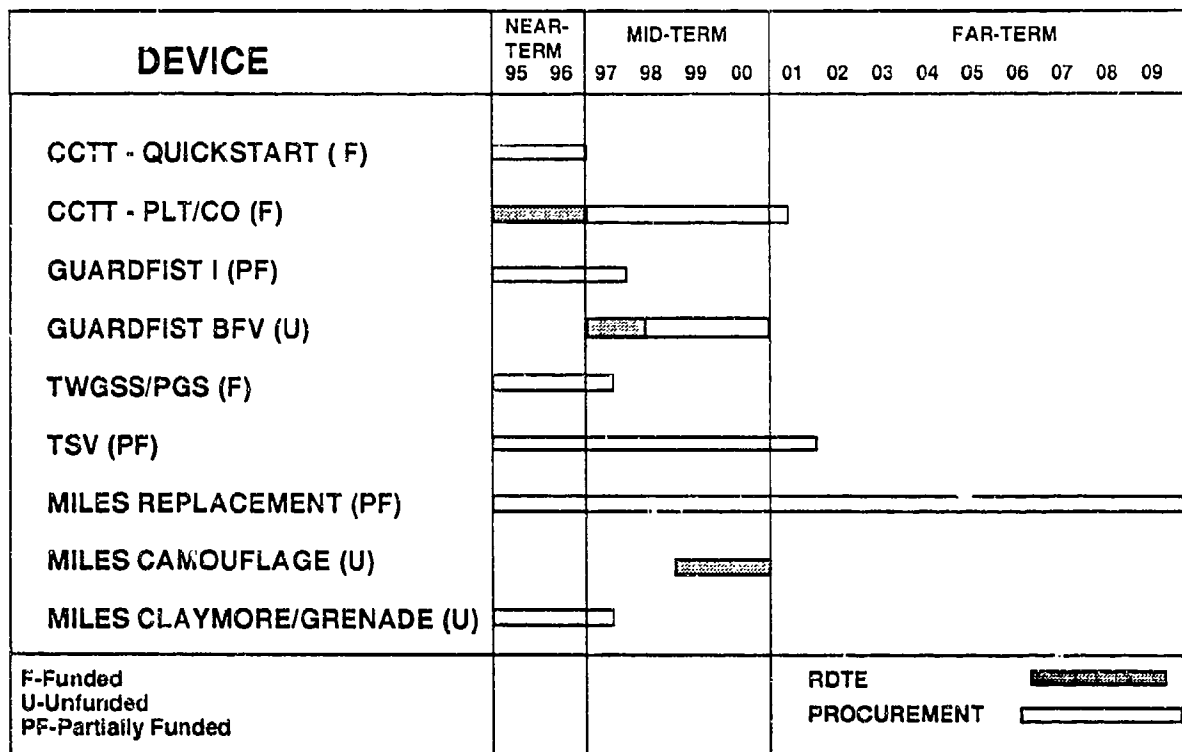 DEVICE
NEAR-
TERM
MID-TERM
FAR-TERM
95 96 97 98 99 00 01 02 03 04 05 06 07 08 09
CCTT - QUICKSTART ( F)
CCTT - PLT/CO (F)
GUARDFIST I (PF)
GUARDFIST BFV (U)
TWGSS/PGS (F)
TSV (PF)
MILES REPLACEMENT (PF)
MILES CAMOUFLAGE (U)
MILES CLAYMORE/GRENADE (U)
F-Funded
U-Unfunded
PF-Partially Funded
RDTE
PROCUREMENT